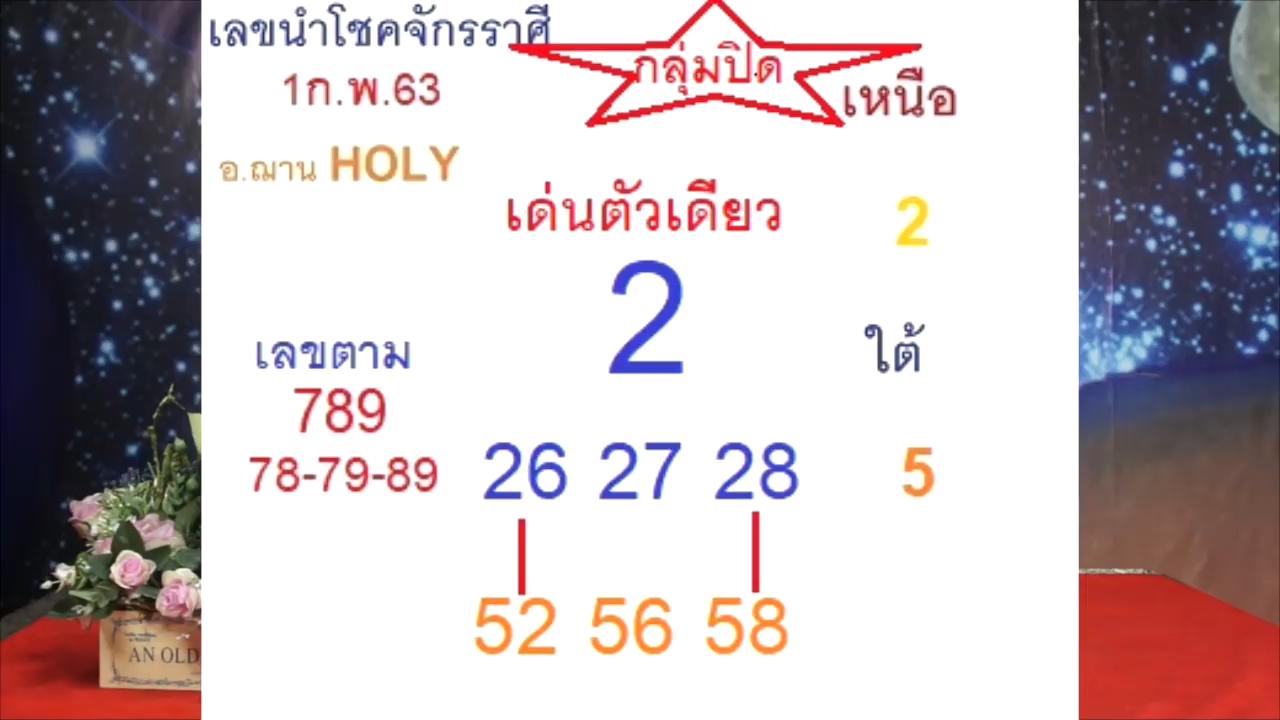 เลขนำโชคจักรราศี
1ก.พ.63
กลุ่มปิด
เหนือ
อ.ฌาน HOLY
เด่นตัวเดียว
2
2
เลขตาม
ใต้
789
78-79-89
26 27 28
5
52 56 58
AN OLD